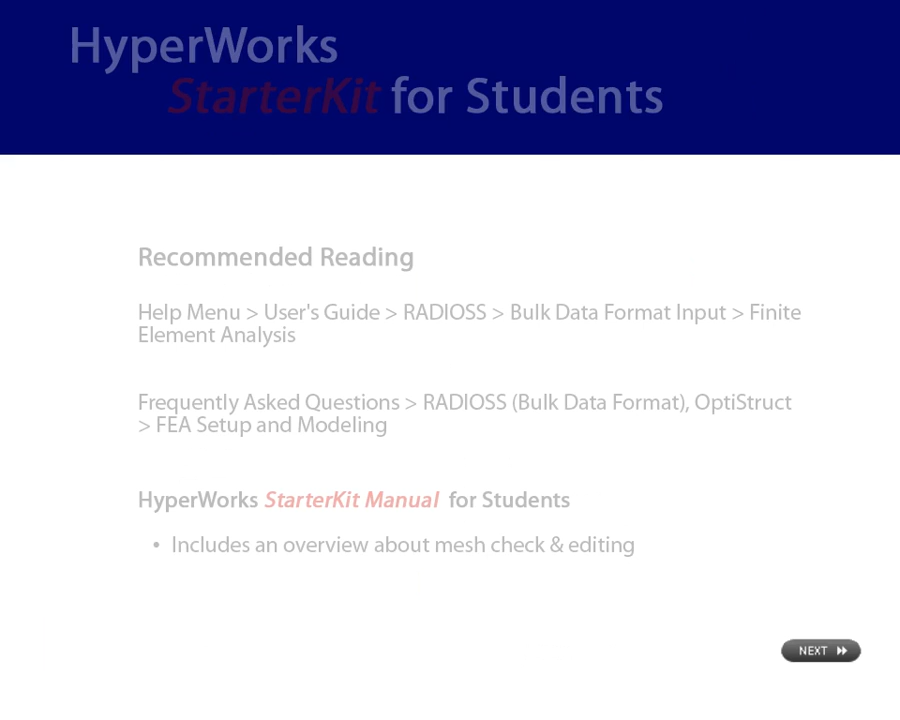 HyperWorks
StarterKit for Students
Recommended Reading
Help Menu > User's Guide > RADIOSS > Bulk Data Format Input > Finite
Element Analysis
Frequently Asked Questions > RADIOSS (Bulk Data Format), OptiStruct
> FEA Setup and Modeling
HyperWorks StarterKit Manual for Students
• Includes an overview about mesh check & editing
NEXT